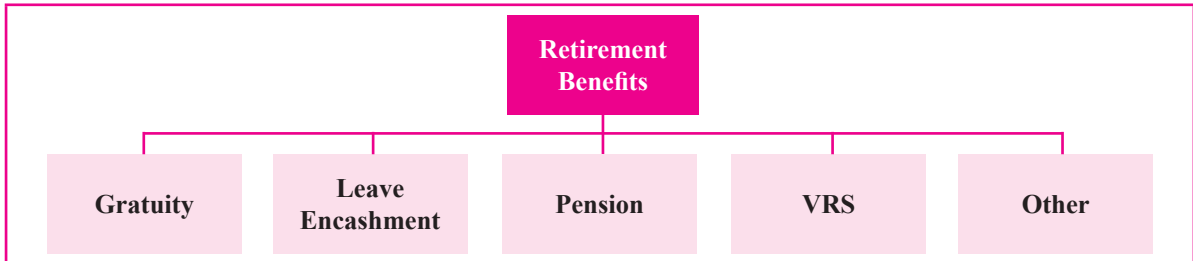 Retirement
Benefits
Gratuity
Leave
Encashment
Pension
VRS
Other